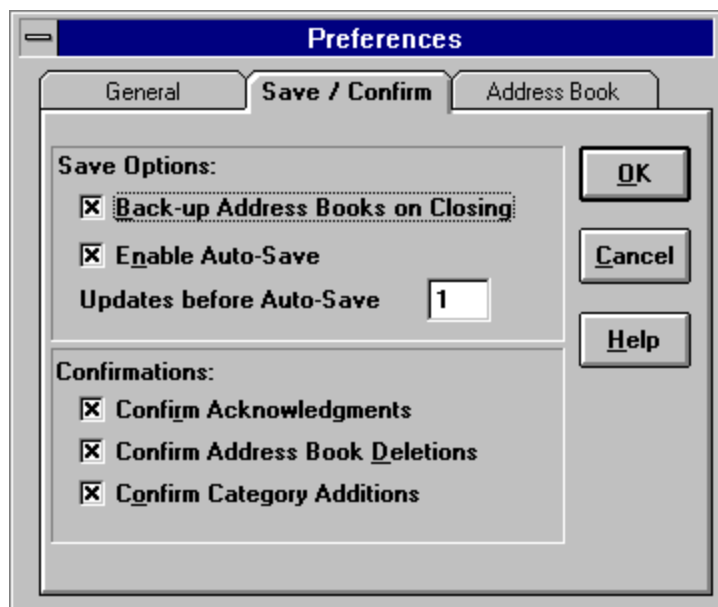 Preferences
General Save / Confirm Address Book
Save Options:
Back-up Address Books on Closing
Enable Auto-Save
Updates before Auto-Save 1
OK
Cancel
Help
Confirmations:
Confirm Acknowledgments
Confirm Address Book Deletions
Confirm Category Additions